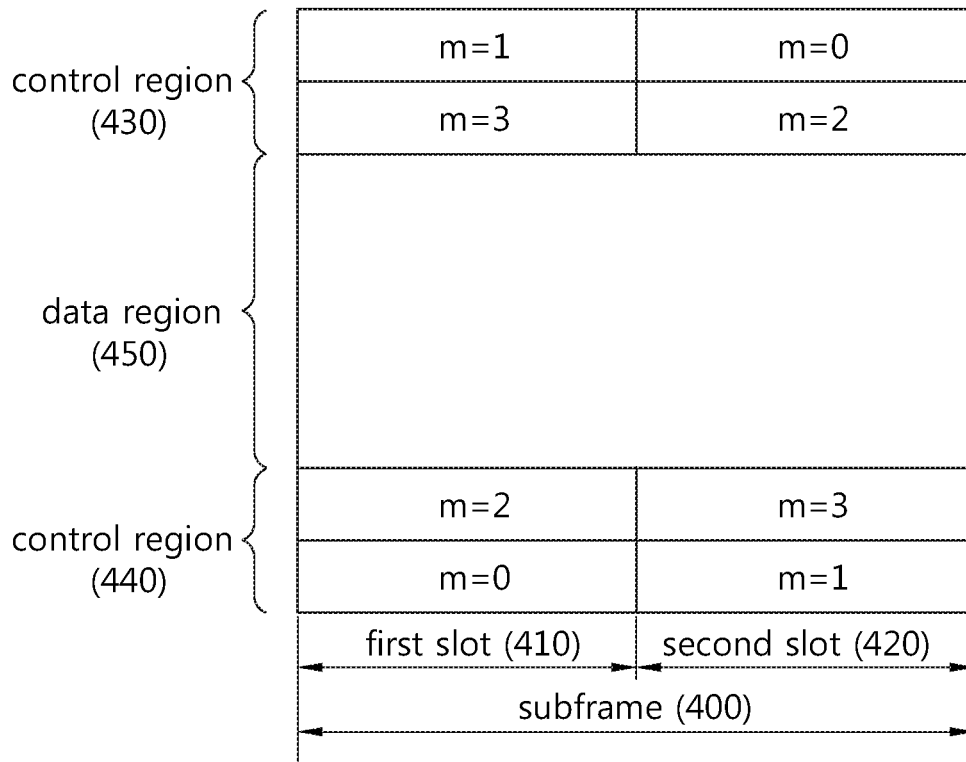 m=1 m=0
control region
(430)
m=3 m=2
data region
(450)
m=2 m=3
control region
(440)
m=0 m=1
first slot (410) second slot (420)
subframe (400)